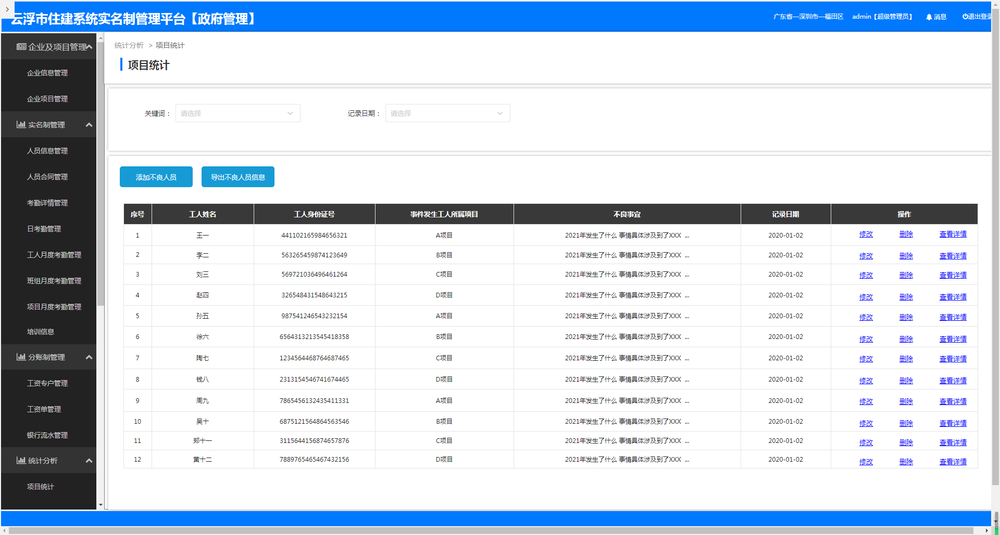 云浮市住建系统实名制管理平台【政府管理】
广东省—深圳市—福田区 admin【超级管理员】 消息 退出登录
企业及项目管理
企业信息管理
企业项目管理
实名制管理
人员信息管理
人员合同管理
考勤详情管理
日考勤管理
工人月度考勤管理
班组月度考勤管理
项目月度考勤管理
培训信息
分账制管理
工资专户管理
工资单管理
银行流水管理
统计分析
项目统计
统计分析 > 项目统计
项目统计
关键词： 请选择 记录日期： 请选择
添加不良人员 导出不良人员信息
序号 工人姓名 工人身份证号 事件发生工人所属项目 不良事宜 记录日期 操作
1 王一 441102165984656321 A项目 2021年发生了什么 事情具体涉及到了XXX ... 2020-01-02 修改 删除 查看详情
2 李二 563265459874123649 B项目 2021年发生了什么 事情具体涉及到了XXX ... 2020-01-02 修改 删除 查看详情
3 刘三 569721036496461264 C项目 2021年发生了什么 事情具体涉及到了XXX ... 2020-01-02 修改 删除 查看详情
4 赵四 326548431548643215 D项目 2021年发生了什么 事情具体涉及到了XXX ... 2020-01-02 修改 删除 查看详情
5 孙五 987541246543232154 A项目 2021年发生了什么 事情具体涉及到了XXX ... 2020-01-02 修改 删除 查看详情
6 徐六 6564313213545418358 B项目 2021年发生了什么 事情具体涉及到了XXX ... 2020-01-02 修改 删除 查看详情
7 陶七 1234564468764687465 C项目 2021年发生了什么 事情具体涉及到了XXX ... 2020-01-02 修改 删除 查看详情
8 钱八 2313154546741674465 D项目 2021年发生了什么 事情具体涉及到了XXX ... 2020-01-02 修改 删除 查看详情
9 周九 7865456132435411331 A项目 2021年发生了什么 事情具体涉及到了XXX ... 2020-01-02 修改 删除 查看详情
10 吴十 6875121564864563546 B项目 2021年发生了什么 事情具体涉及到了XXX ... 2020-01-02 修改 删除 查看详情
11 郑十一 3115644156874657876 C项目 2021年发生了什么 事情具体涉及到了XXX ... 2020-01-02 修改 删除 查看详情
12 黄十二 7889765465467432156 D项目 2021年发生了什么 事情具体涉及到了XXX ... 2020-01-02 修改 删除 查看详情